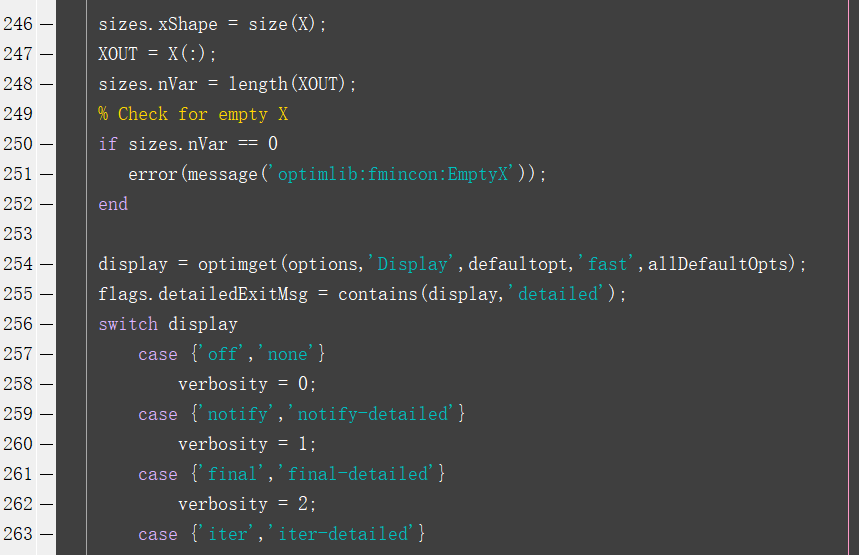 246 — sizes.xShape = size(X);
247 — XOUT = X(:);
248 — sizes.nVar = length(XOUT);
249 % Check for empty X
250 — if sizes.nVar == 0
251 — error(message('optimlib:fmincon:EmptyX'));
252 — end
253
254 — display = optimget(options,'Display',defaultopt,'fast',allDefaultOpts);
255 — flags.detailedExitMsg = contains(display,'detailed');
256 — switch display
257 — case {'off','none'}
258 — verbosity = 0;
259 — case {'notify','notify-detailed'}
260 — verbosity = 1;
261 — case {'final','final-detailed'}
262 — verbosity = 2;
263 — case {'iter','iter-detailed'}